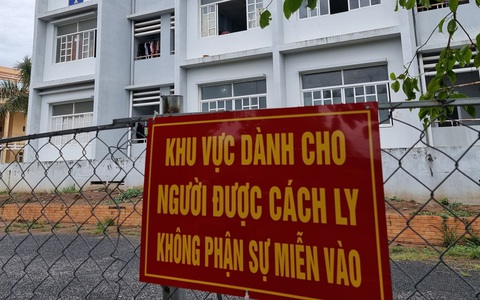 KHU VỰC DÀNH CHO
NGƯỜI ĐƯỢC CÁCH LY
KHÔNG PHẬN SỰ MIỄN VÀO